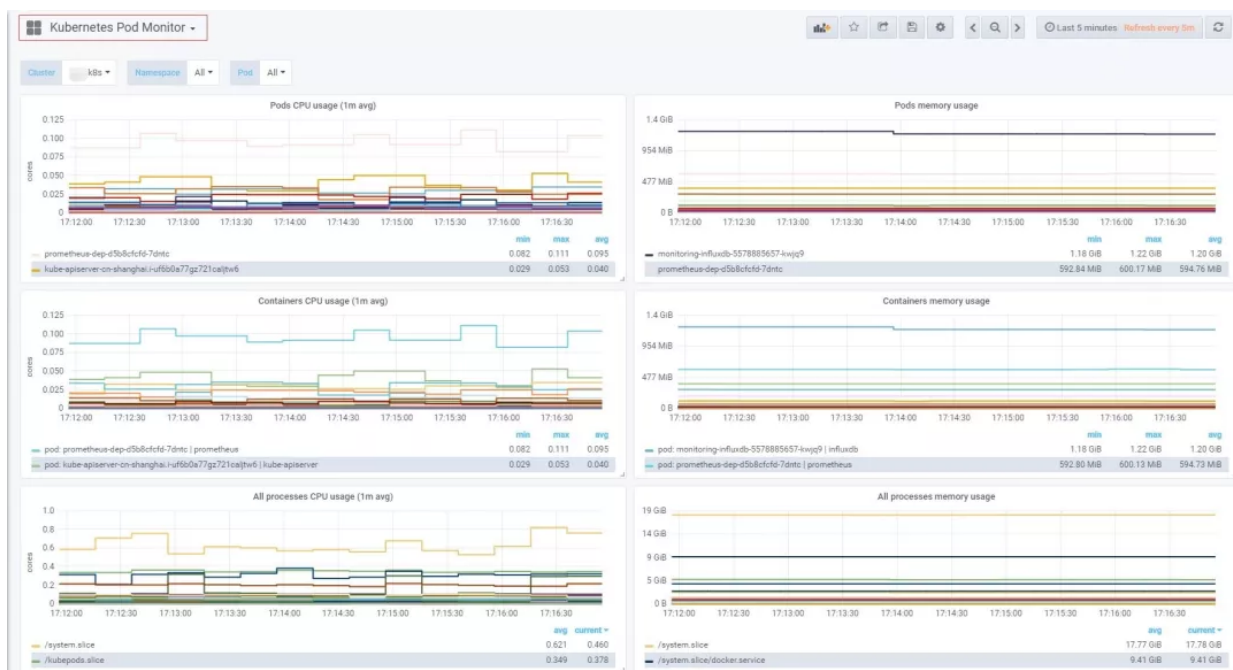 Kubernetes Pod Monitor
Last 5 minutes Refresh every 5m
Cluster k8s Namespace All Pod All
Pods CPU usage (1m avg)
0.125
0.100
0.075
0.050
0.025
0
cores
17:12:00 17:12:30 17:13:00 17:13:30 17:14:00 17:14:30 17:15:00 17:15:30 17:16:00 17:16:30
min max avg
prometheus-dep-d5b8cfcfd-7dntc 0.082 0.111 0.095
kube-apiserver-cn-shanghai.i-uf6b0a77gz721caljtw6 0.029 0.053 0.040
Pods memory usage
1.4 GiB
954 MiB
477 MiB
0 B
17:12:00 17:12:30 17:13:00 17:13:30 17:14:00 17:14:30 17:15:00 17:15:30 17:16:00 17:16:30
min max avg
monitoring-influxdb-5578885657-kwjq9 1.18 GiB 1.22 GiB 1.20 GiB
prometheus-dep-d5b8cfcfd-7dntc 592.84 MiB 600.17 MiB 594.76 MiB
Containers CPU usage (1m avg)
0.125
0.100
0.075
0.050
0.025
0
cores
17:12:00 17:12:30 17:13:00 17:13:30 17:14:00 17:14:30 17:15:00 17:15:30 17:16:00 17:16:30
min max avg
pod: prometheus-dep-d5b8cfcfd-7dntc | prometheus 0.082 0.111 0.095
pod: kube-apiserver-cn-shanghai.i-uf6b0a77gz721caljtw6 | kube-apiserver 0.029 0.053 0.040
Containers memory usage
1.4 GiB
954 MiB
477 MiB
0 B
17:12:00 17:12:30 17:13:00 17:13:30 17:14:00 17:14:30 17:15:00 17:15:30 17:16:00 17:16:30
min max avg
pod: monitoring-influxdb-5578885657-kwjq9 | influxdb 1.18 GiB 1.22 GiB 1.20 GiB
pod: prometheus-dep-d5b8cfcfd-7dntc | prometheus 592.80 MiB 600.13 MiB 594.73 MiB
All processes CPU usage (1m avg)
1.0
0.8
0.6
0.4
0.2
0
cores
17:12:00 17:12:30 17:13:00 17:13:30 17:14:00 17:14:30 17:15:00 17:15:30 17:16:00 17:16:30
avg current
/system.slice 0.621 0.460
/kubepods.slice 0.349 0.378
All processes memory usage
19 GiB
14 GiB
9 GiB
5 GiB
0 B
17:12:00 17:12:30 17:13:00 17:13:30 17:14:00 17:14:30 17:15:00 17:15:30 17:16:00 17:16:30
avg current
/system.slice 17.77 GiB 17.78 GiB
/system.slice/docker.service 9.41 GiB 9.41 GiB